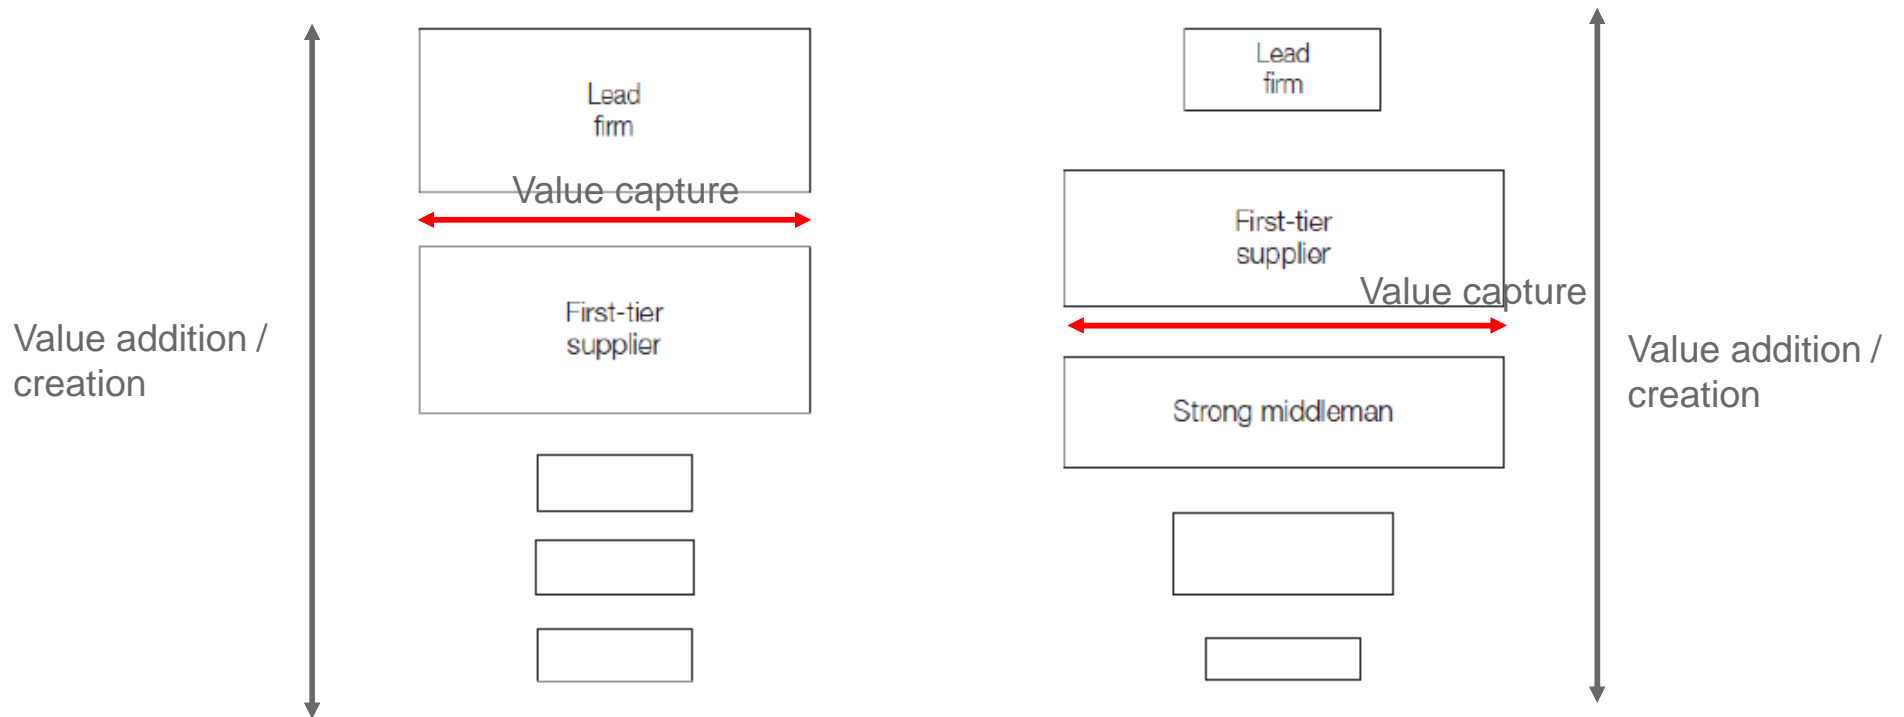 Lead
firm
Value capture
First-tier
supplier
Value addition /
creation
Lead
firm
First-tier
supplier
Value capture
Strong middleman
Value addition /
creation